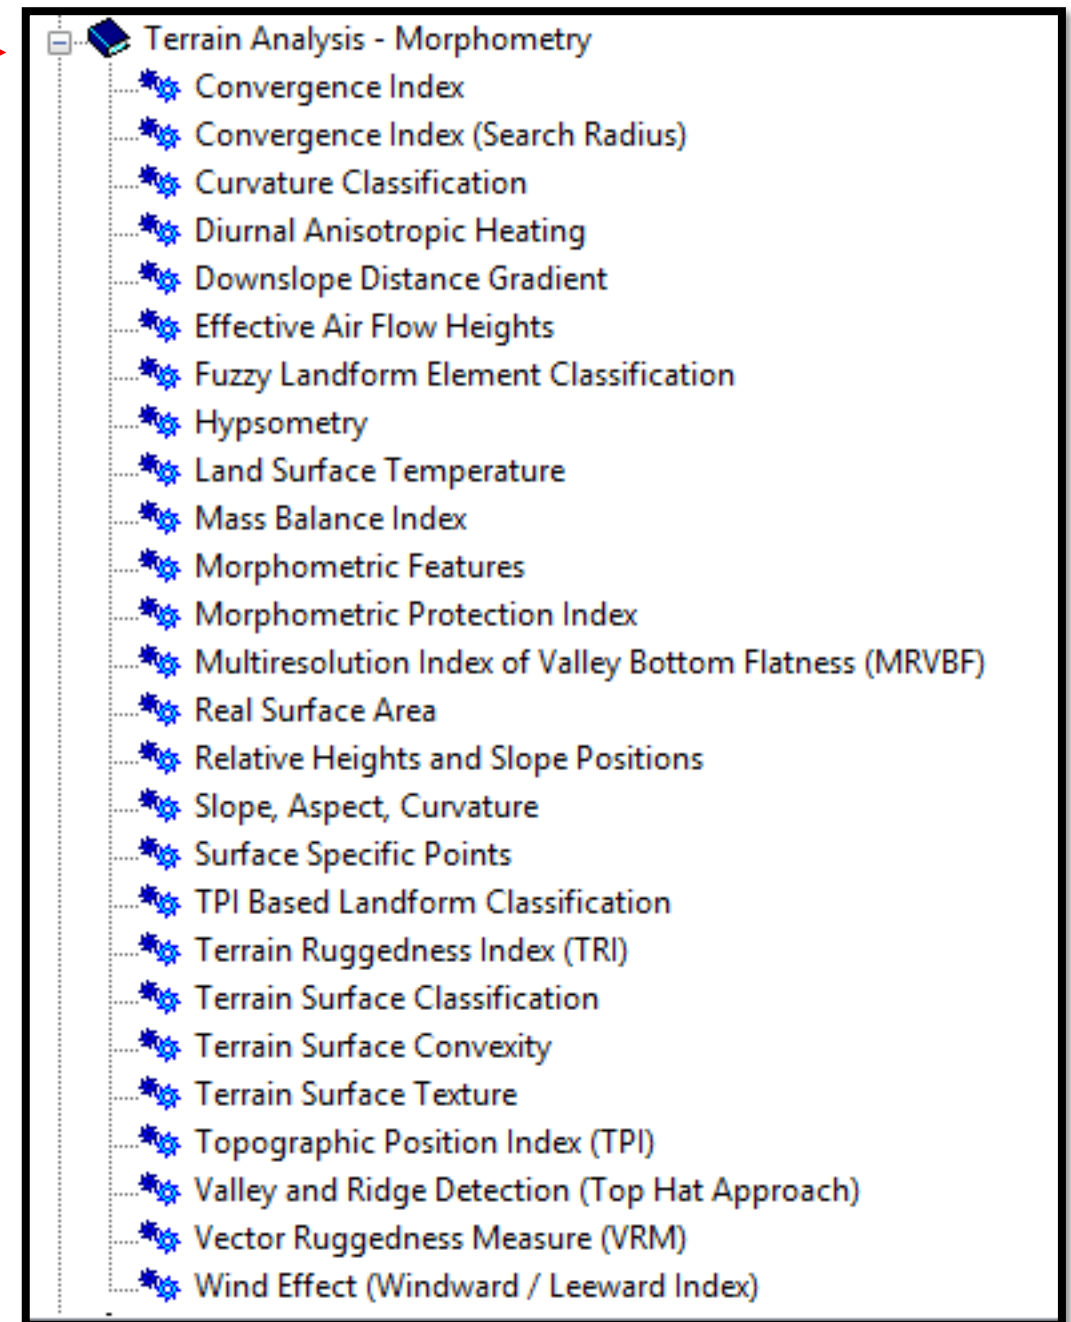 Terrain Analysis - Morphometry
Convergence Index
Convergence Index (Search Radius)
Curvature Classification
Diurnal Anisotropic Heating
Downslope Distance Gradient
Effective Air Flow Heights
Fuzzy Landform Element Classification
Hypsometry
Land Surface Temperature
Mass Balance Index
Morphometric Features
Morphometric Protection Index
Multiresolution Index of Valley Bottom Flatness (MRVBF)
Real Surface Area
Relative Heights and Slope Positions
Slope, Aspect, Curvature
Surface Specific Points
TPI Based Landform Classification
Terrain Ruggedness Index (TRI)
Terrain Surface Classification
Terrain Surface Convexity
Terrain Surface Texture
Topographic Position Index (TPI)
Valley and Ridge Detection (Top Hat Approach)
Vector Ruggedness Measure (VRM)
Wind Effect (Windward / Leeward Index)